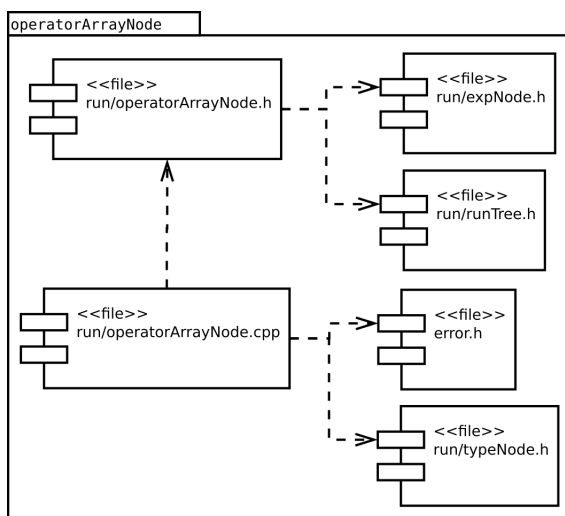 operatorArrayNode
<<file>>
run/operatorArrayNode.h
<<file>>
run/expNode.h
<<file>>
run/runTree.h
<<file>>
run/operatorArrayNode.cpp
<<file>>
error.h
<<file>>
run/typeNode.h